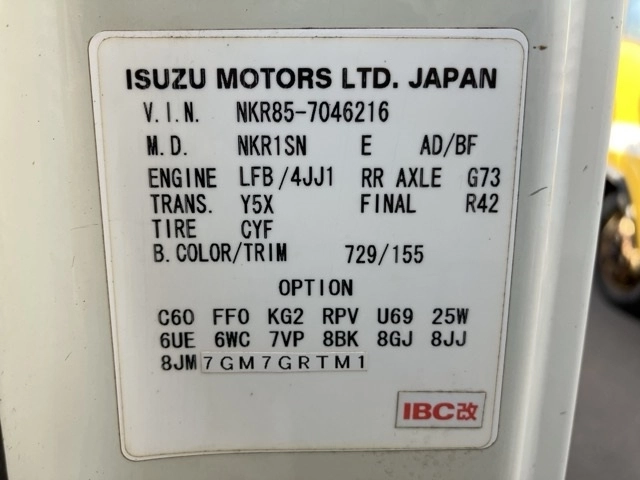 ISUZU MOTORS LTD. JAPAN
V.I.N. NKR85-7046216
M.D. NKR1SN E AD/BF
ENGINE LFB/4JJ1 RR AXLE G73
TRANS. Y5X FINAL R42
TIRE CYF
B.COLOR/TRIM 729/155
OPTION
C60 FF0 KG2 RPV U69 25W
6UE 6WC 7VP 8BK 8GJ 8JJ
8JM 7GM7GRTM1
IBC改